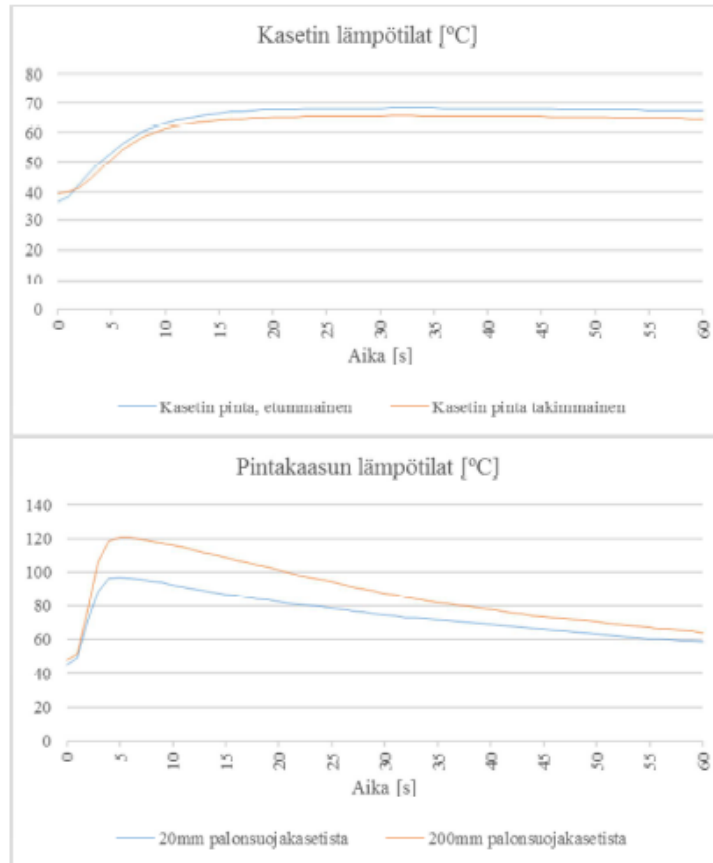 Kasetin lämpötilat [ºC]
80
70
60
50
40
30
20
10
0
0 5 10 15 20 25 30 35 40 45 50 55 60
Aika [s]
Kasetin pinta, etummainen Kasetin pinta takimmainen
Pintakaasun lämpötilat [ºC]
140
120
100
80
60
40
20
0
0 5 10 15 20 25 30 35 40 45 50 55 60
Aika [s]
20mm palonsuojakasetista 200mm palonsuojakasetista